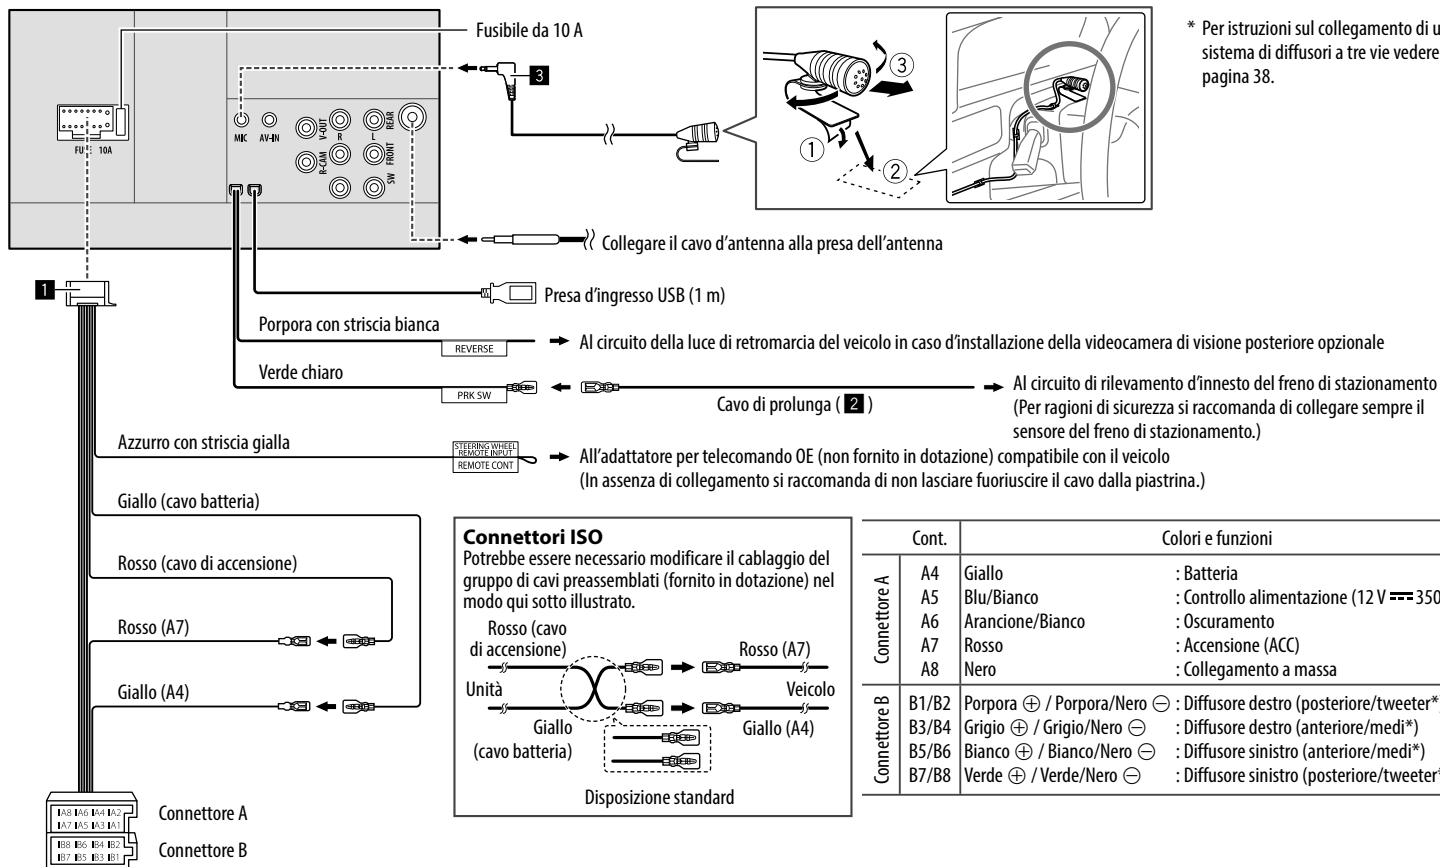 Fusibile da 10 A
* Per istruzioni sul collegamento di u
sistema di diffusori a tre vie vedere
pagina 38.
3
3
1
2
MIC
AV-IN
V-OUT
R-CAM
R
L
REAR
FRONT
SW
10A
Collegare il cavo d'antenna alla presa dell'antenna
1
Presa d'ingresso USB (1 m)
Porpora con striscia bianca
REVERSE
Al circuito della luce di retromarcia del veicolo in caso d'installazione della videocamera di visione posteriore opzionale
Verde chiaro
PRK SW
Cavo di prolunga ( 2 )
Al circuito di rilevamento d'innesto del freno di stazionamento
(Per ragioni di sicurezza si raccomanda di collegare sempre il
sensore del freno di stazionamento.)
Azzurro con striscia gialla
STEERING WHEEL
REMOTE INPUT
REMOTE CONT
All'adattatore per telecomando OE (non fornito in dotazione) compatibile con il veicolo
(In assenza di collegamento si raccomanda di non lasciare fuoriuscire il cavo dalla piastrina.)
Giallo (cavo batteria)
Rosso (cavo di accensione)
Rosso (A7)
Giallo (A4)
A8 A6 A4 A2
A7 A5 A3 A1
Connettore A
B8 B6 B4 B2
B7 B5 B3 B1
Connettore B
Connettori ISO
Potrebbe essere necessario modificare il cablaggio del
gruppo di cavi preassemblati (fornito in dotazione) nel
modo qui sotto illustrato.
Rosso (cavo
di accensione)
Rosso (A7)
Unità
Veicolo
Giallo
(cavo batteria)
Giallo (A4)
Disposizione standard
Cont. Colori e funzioni
Connettore A
A4 Giallo : Batteria
A5 Blu/Bianco : Controllo alimentazione (12 V ⎓ 350
A6 Arancione/Bianco : Oscuramento
A7 Rosso : Accensione (ACC)
A8 Nero : Collegamento a massa
Connettore B
B1/B2 Porpora ⊕ / Porpora/Nero ⊖ : Diffusore destro (posteriore/tweeter*
B3/B4 Grigio ⊕ / Grigio/Nero ⊖ : Diffusore destro (anteriore/medi*)
B5/B6 Bianco ⊕ / Bianco/Nero ⊖ : Diffusore sinistro (anteriore/medi*)
B7/B8 Verde ⊕ / Verde/Nero ⊖ : Diffusore sinistro (posteriore/tweeter*